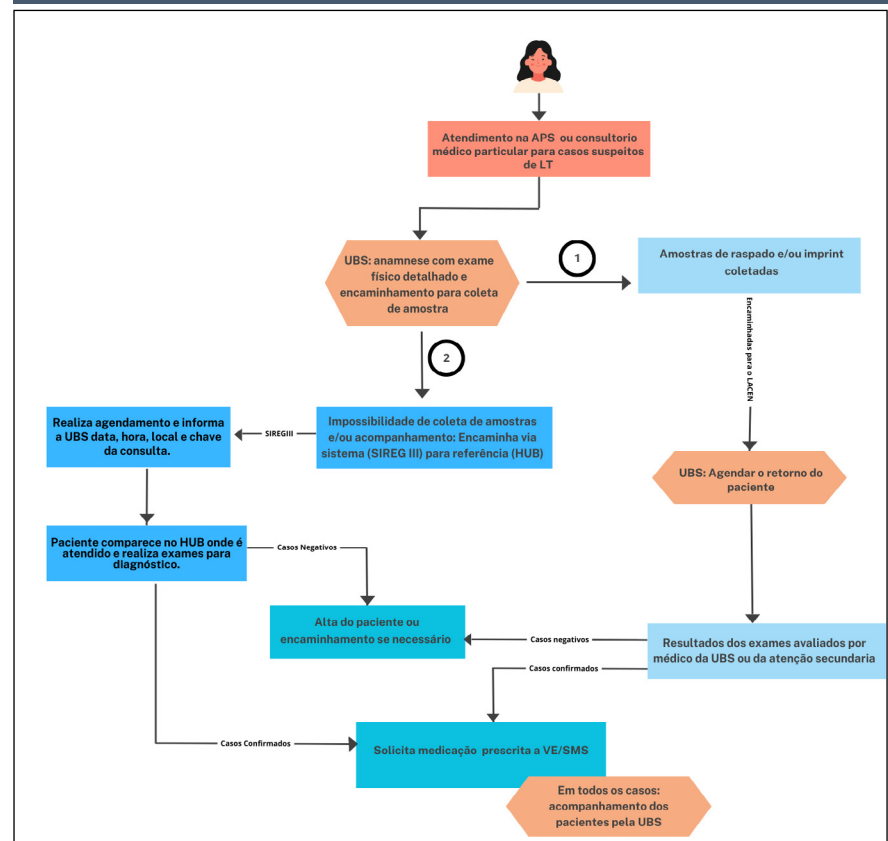 Atendimento na APS ou consultorio
médico particular para casos suspeitos
de LT
UBS: anamnese com exame
físico detalhado e
encaminhamento para coleta
de amostra
1
Amostras de raspado e/ou imprint
coletadas
Encaminhadas para o LACEN
2
Realiza agendamento e informa
a UBS data, hora, local e chave
da consulta.
SIREGIII
Impossibilidade de coleta de amostras
e/ou acompanhamento: Encaminha via
sistema (SIREG III) para referência (HUB)
UBS: Agendar o retorno do
paciente
Paciente comparece no HUB onde é
atendido e realiza exames para
diagnóstico.
Casos Negativos
Alta do paciente ou
encaminhamento se necessário
Casos negativos
Resultados dos exames avaliados por
médico da UBS ou da atenção secundaria
Casos confirmados
Casos Confirmados
Solicita medicação prescrita a VE/SMS
Em todos os casos:
acompanhamento dos
pacientes pela UBS